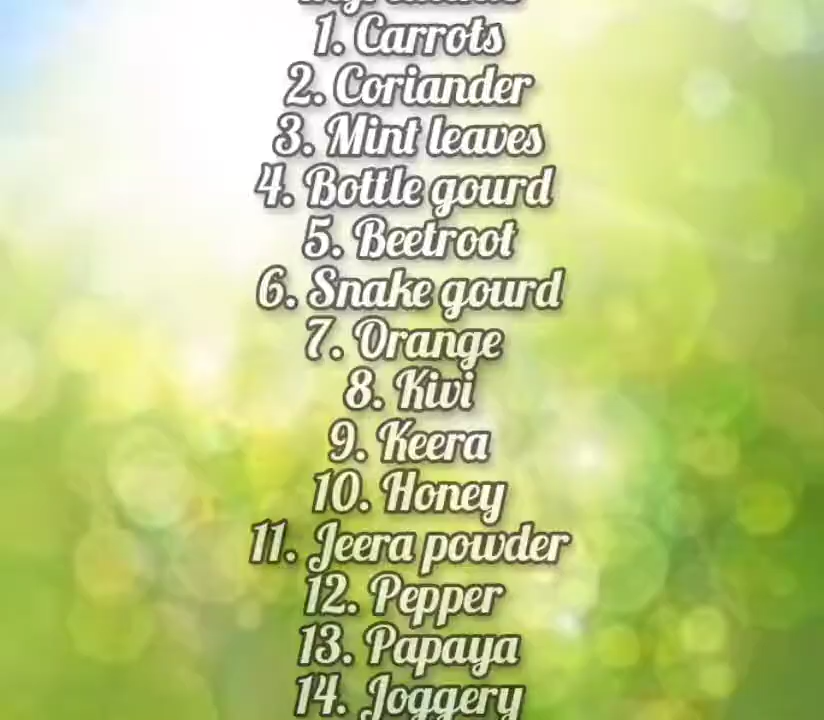 1. Carrots
2. Coriander
3. Mint leaves
4. Bottle gourd
5. Beetroot
6. Snake gourd
7. Orange
8. Kivi
9. Keera
10. Honey
11. Jeera powder
12. Pepper
13. Papaya
14. Joggery